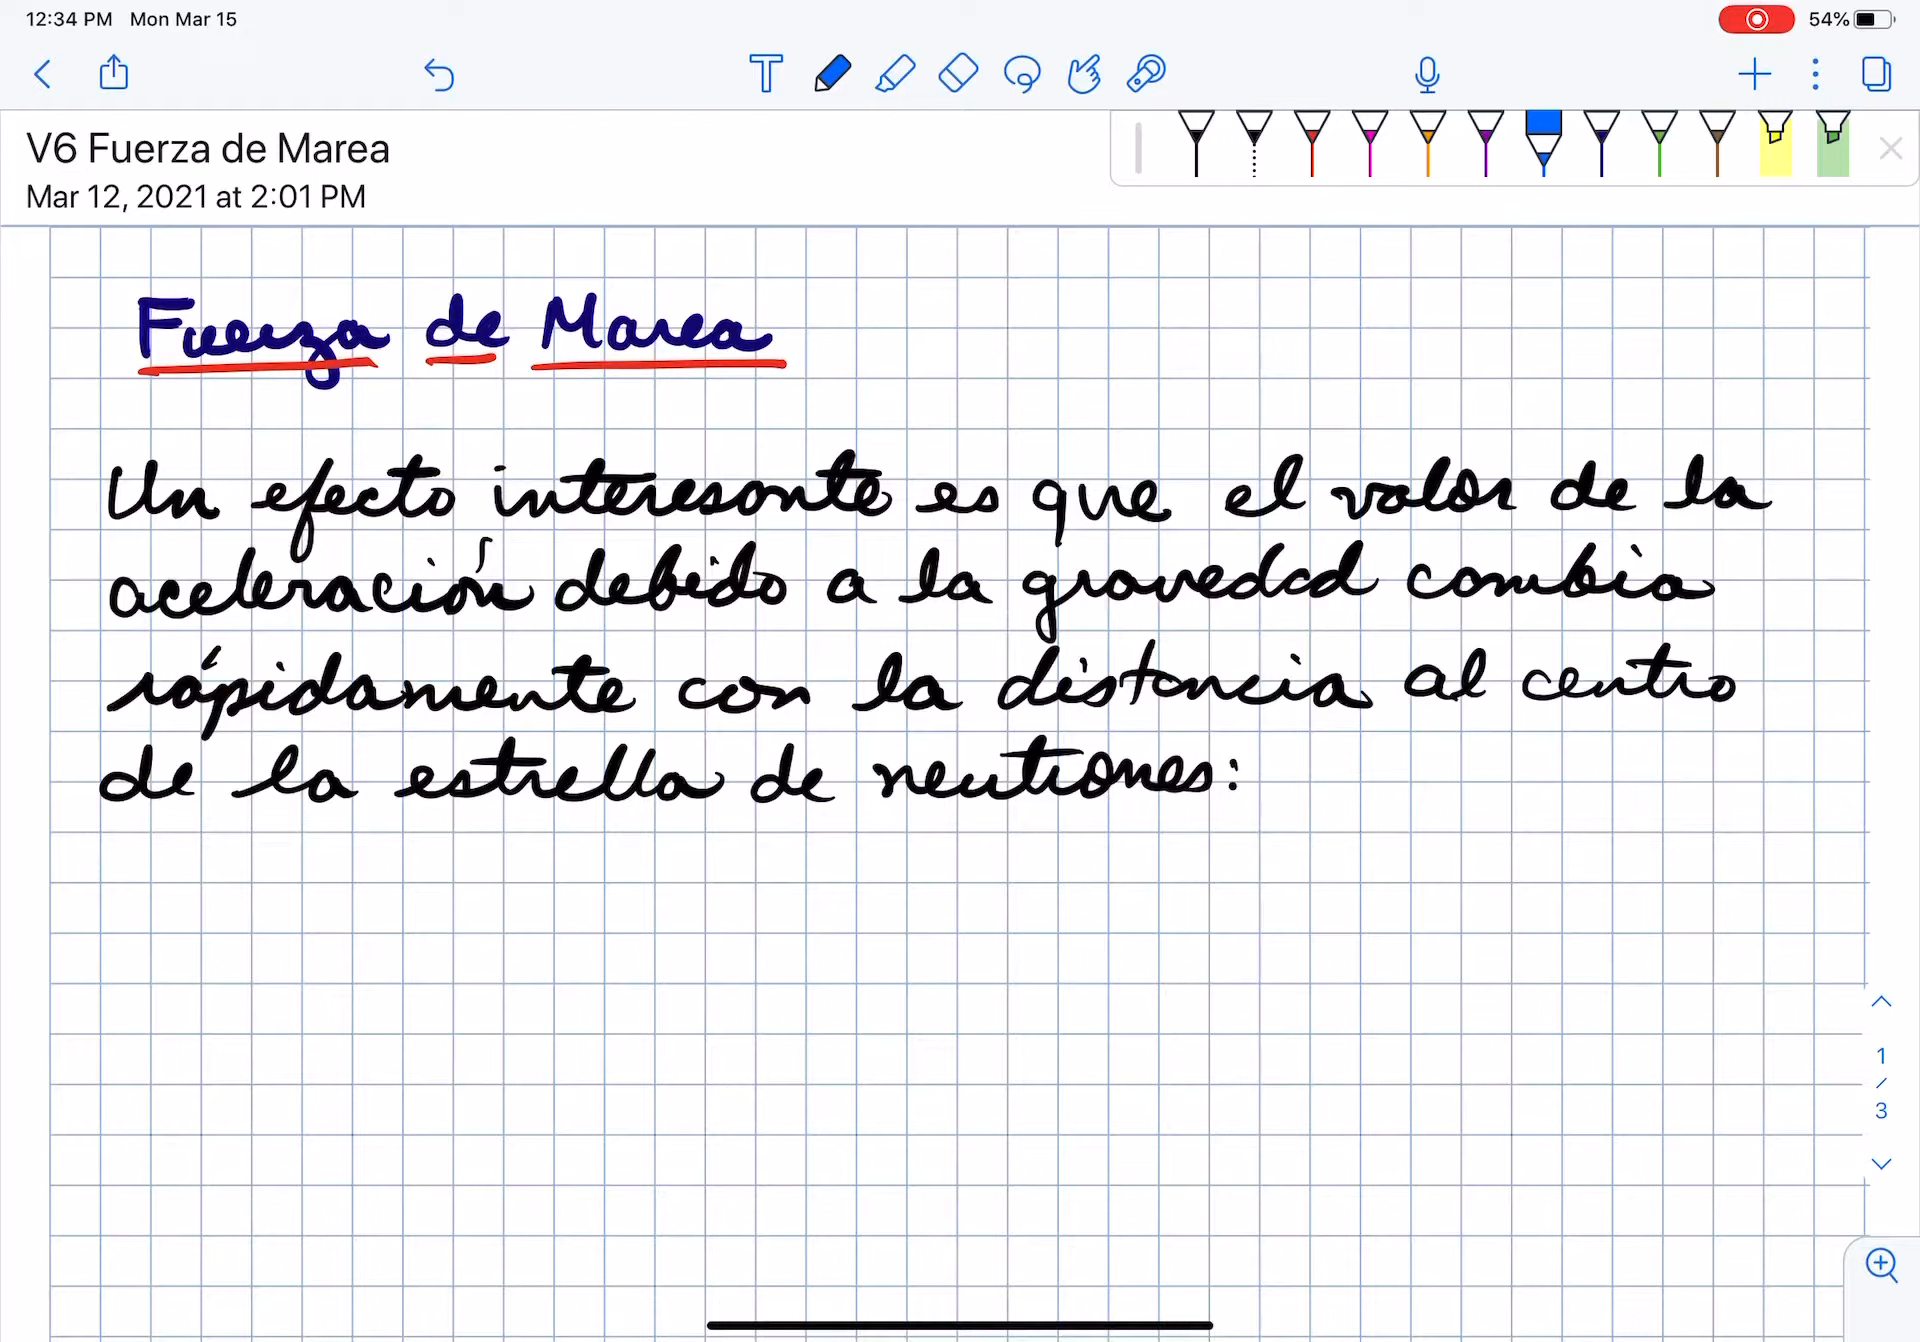 12:34 PM Mon Mar 15
54%
V6 Fuerza de Marea
Mar 12, 2021 at 2:01 PM
Fuerza de Marea
Un efecto interesante es que el valor de la
aceleración debido a la gravedad cambia
rápidamente con la distancia al centro
de la estrella de neutrones:
1
/
3